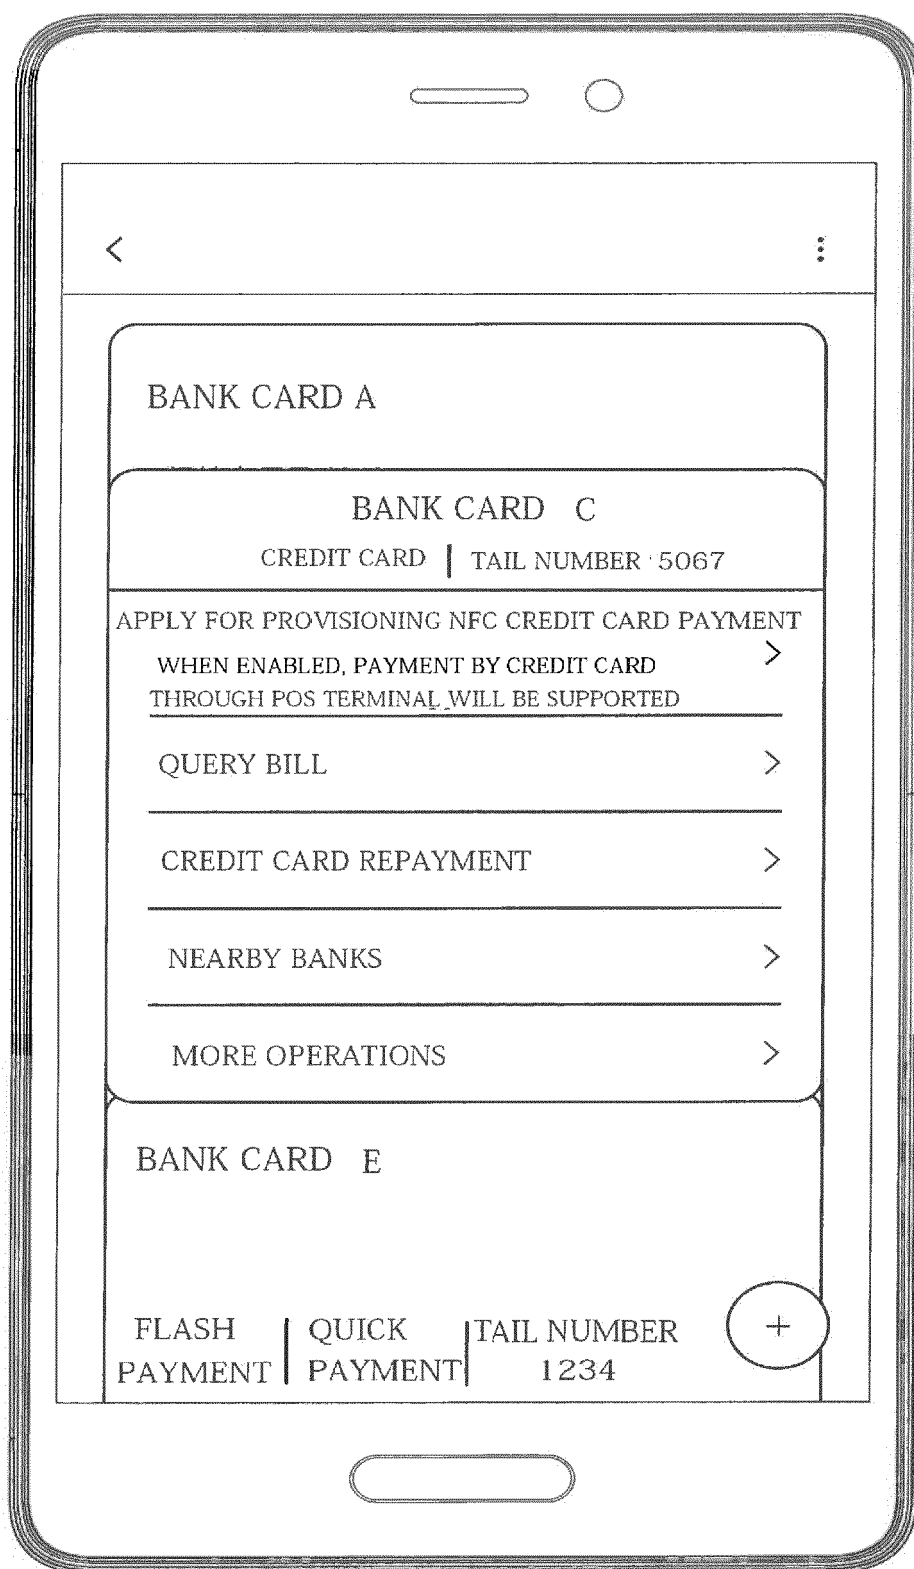 BANK CARD A
BANK CARD C
CREDIT CARD | TAIL NUMBER 5067
APPLY FOR PROVISIONING NFC CREDIT CARD PAYMENT
WHEN ENABLED, PAYMENT BY CREDIT CARD
THROUGH POS TERMINAL WILL BE SUPPORTED
QUERY BILL
CREDIT CARD REPAYMENT
NEARBY BANKS
MORE OPERATIONS
BANK CARD E
FLASH | QUICK | TAIL NUMBER
PAYMENT | PAYMENT | 1234
+